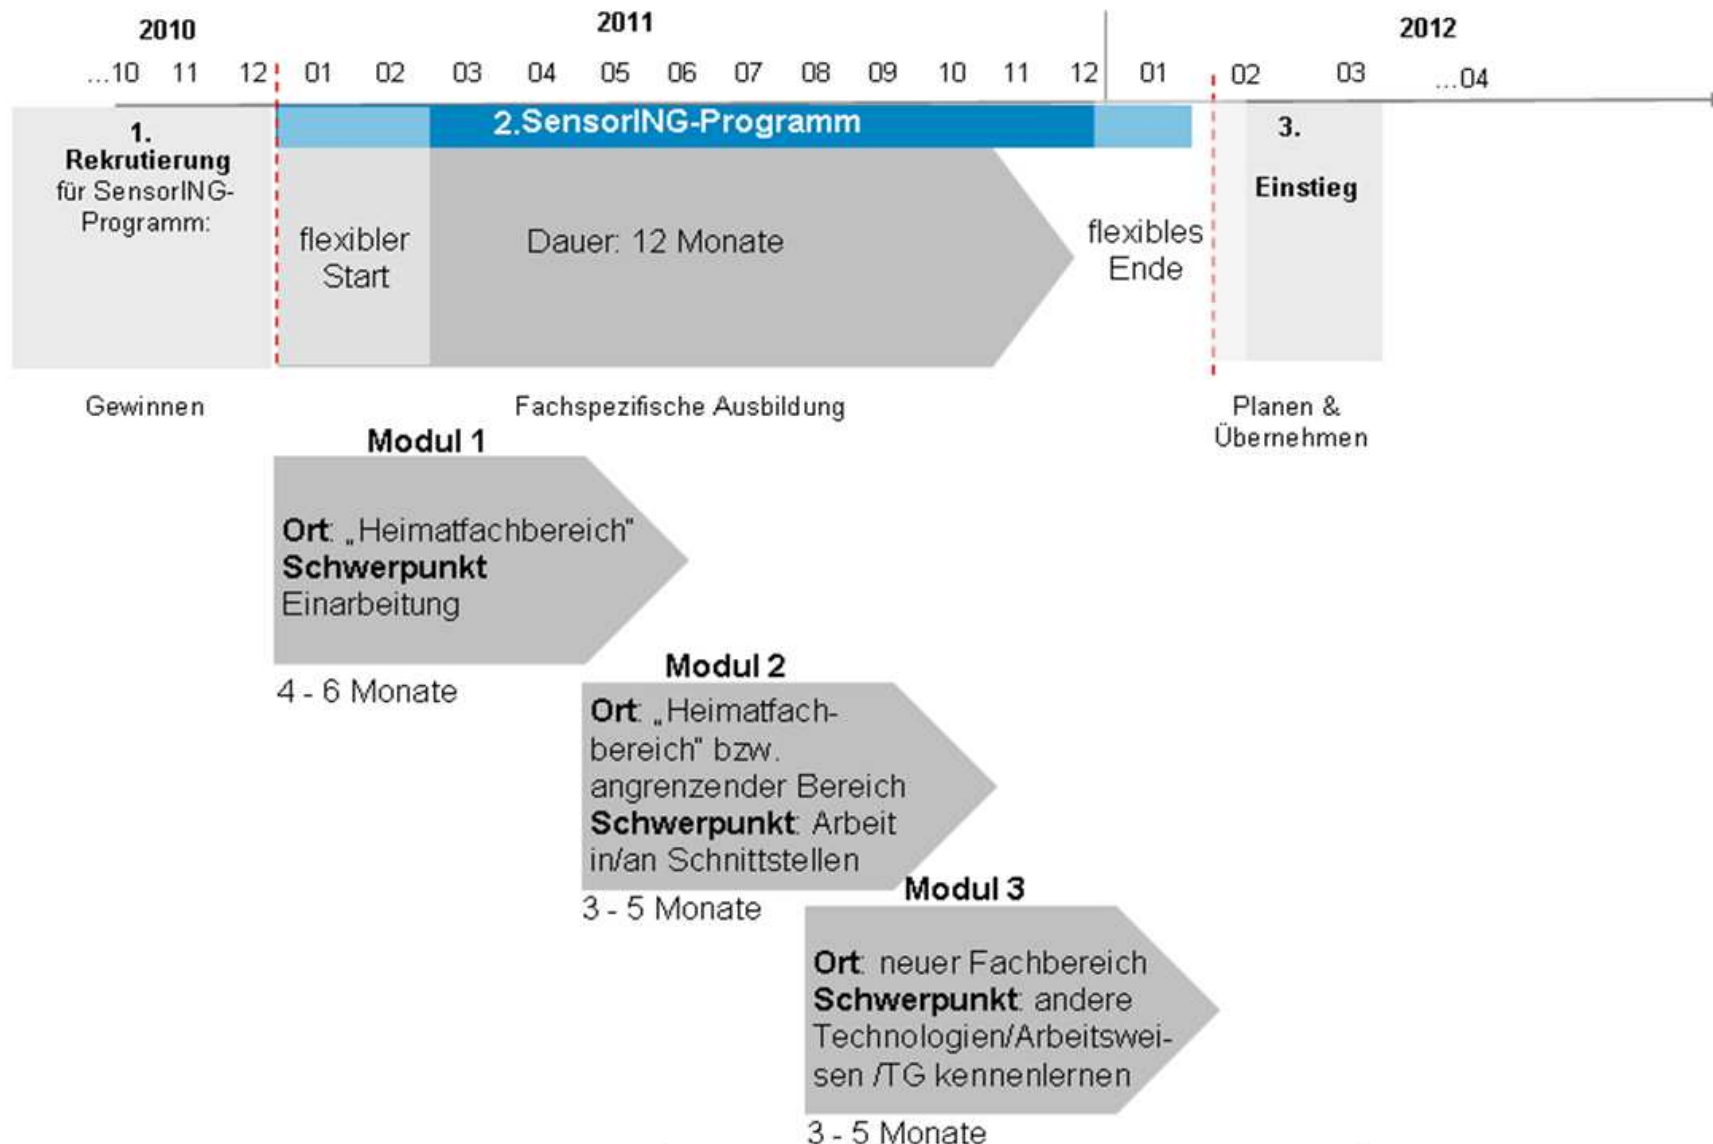 2010
2011
2012
...10 11 12 01 02 03 04 05 06 07 08 09 10 11 12 01 02 03 ...04
1.
Rekrutierung
für SensorING-
Programm:
2.SensorING-Programm
3.
Einstieg
flexibler
Start
Dauer: 12 Monate
flexibles
Ende
Gewinnen
Fachspezifische Ausbildung
Planen &
Übernehmen
Modul 1
Ort: „Heimatfachbereich"
Schwerpunkt
Einarbeitung
4 - 6 Monate
Modul 2
Ort: „Heimatfach-
bereich" bzw.
angrenzender Bereich
Schwerpunkt: Arbeit
in/an Schnittstellen
3 - 5 Monate
Modul 3
Ort: neuer Fachbereich
Schwerpunkt: andere
Technologien/Arbeitswei-
sen /TG kennenlernen
3 - 5 Monate